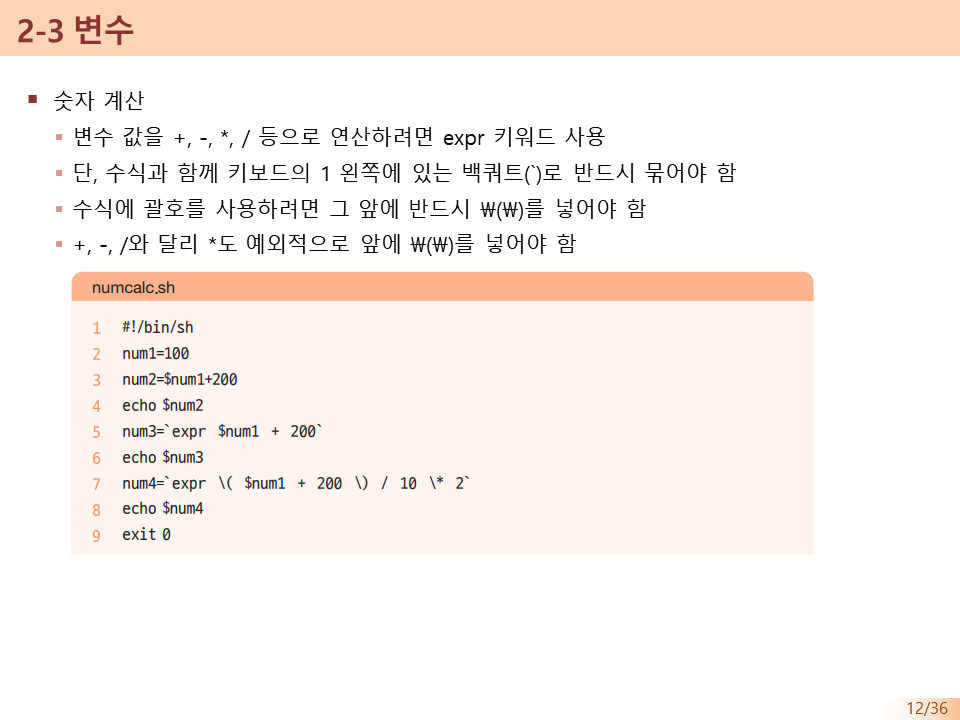 2-3 변수
숫자 계산
변수 값을 +, -, *, / 등으로 연산하려면 expr 키워드 사용
단, 수식과 함께 키보드의 1 왼쪽에 있는 백쿼트(`)로 반드시 묶어야 함
수식에 괄호를 사용하려면 그 앞에 반드시 ₩(₩)를 넣어야 함
+, -, /와 달리 *도 예외적으로 앞에 ₩(₩)를 넣어야 함
numcalc.sh
1 #!/bin/sh
2 num1=100
3 num2=$num1+200
4 echo $num2
5 num3=`expr $num1 + 200`
6 echo $num3
7 num4=`expr \( $num1 + 200 \) / 10 \* 2`
8 echo $num4
9 exit 0
12/36